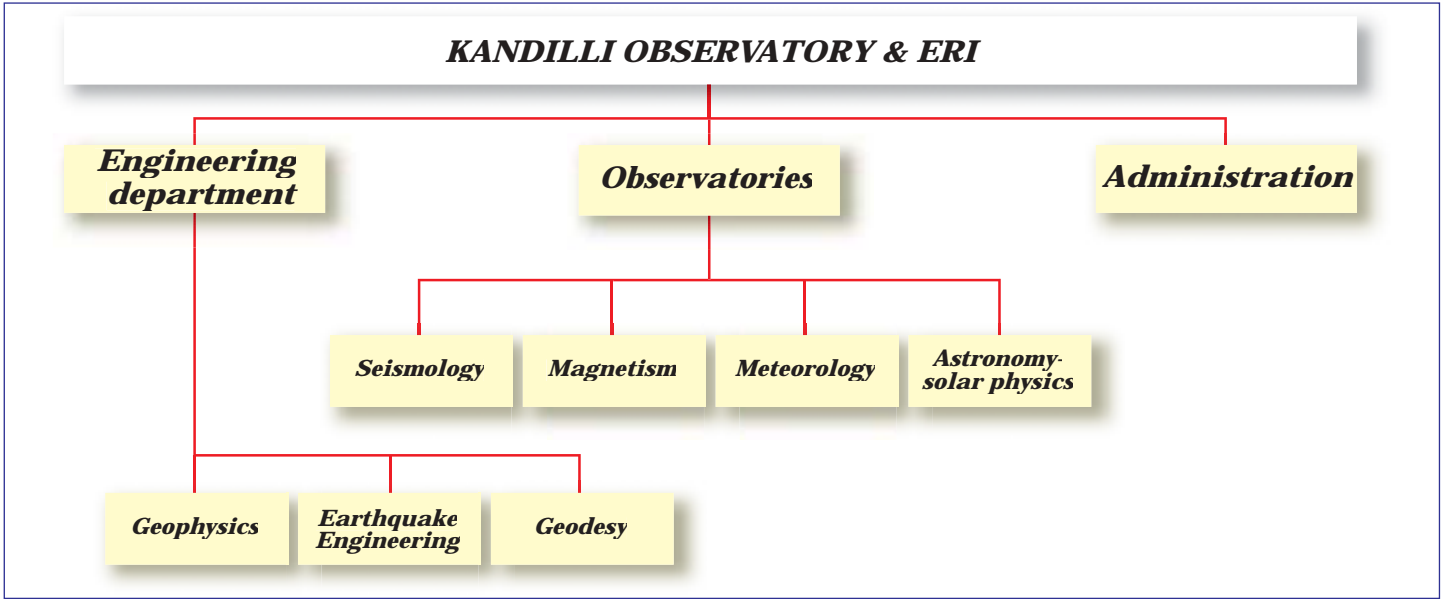 KANDILLI OBSERVATORY & ERI
Engineering
department
Observatories
Administration
Seismology
Magnetism
Meteorology
Astronomy-
solar physics
Geophysics
Earthquake
Engineering
Geodesy